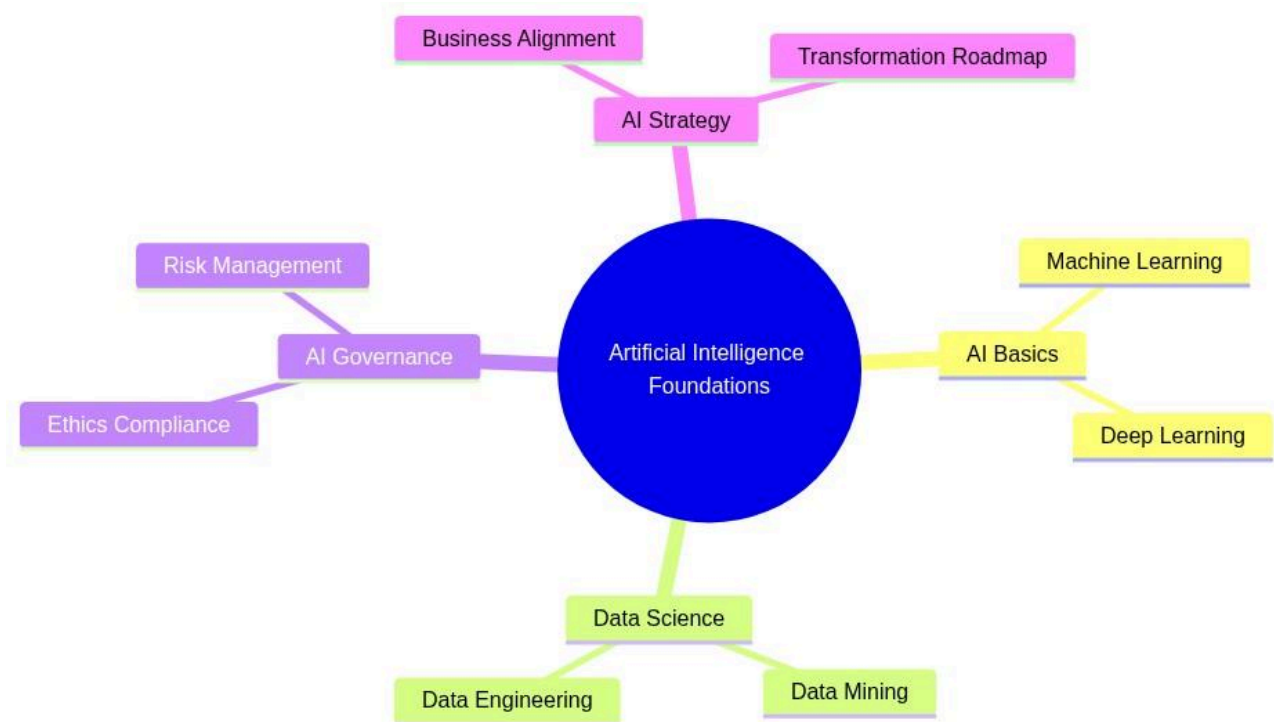 Business Alignment
Transformation Roadmap
AI Strategy
Risk Management
Machine Learning
AI Governance
Artificial Intelligence
Foundations
AI Basics
Ethics Compliance
Deep Learning
Data Science
Data Engineering
Data Mining